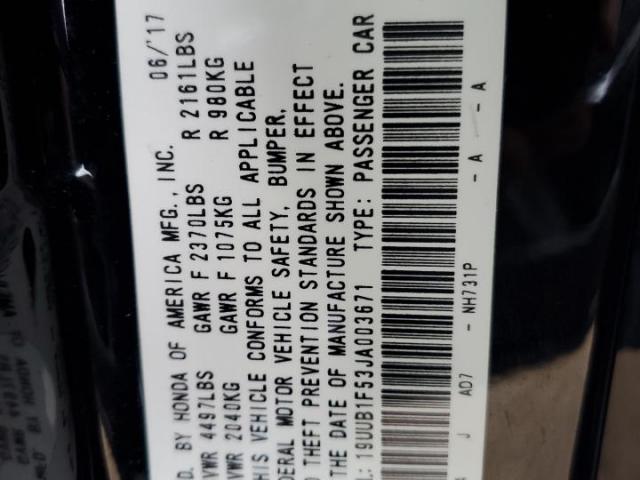 D. BY HONDA OF AMERICA MFG., INC. 06/'17
VWR 4497LBS GAWR F 2370LBS R 2161LBS
VWR 2040KG GAWR F 1075KG R 980KG
HIS VEHICLE CONFORMS TO ALL APPLICABLE
DERAL MOTOR VEHICLE SAFETY, BUMPER,
D THEFT PREVENTION STANDARDS IN EFFECT
THE DATE OF MANUFACTURE SHOWN ABOVE.
.: 19UUB1F53JA003671 TYPE: PASSENGER CAR
J AD7 - NH731P - A - A